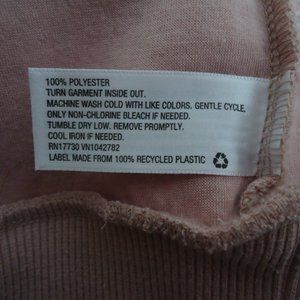 100% POLYESTER
TURN GARMENT INSIDE OUT.
MACHINE WASH COLD WITH LIKE COLORS. GENTLE CYCLE.
ONLY NON-CHLORINE BLEACH IF NEEDED.
TUMBLE DRY LOW. REMOVE PROMPTLY.
COOL IRON IF NEEDED.
RN17730 VN1042782
LABEL MADE FROM 100% RECYCLED PLASTIC